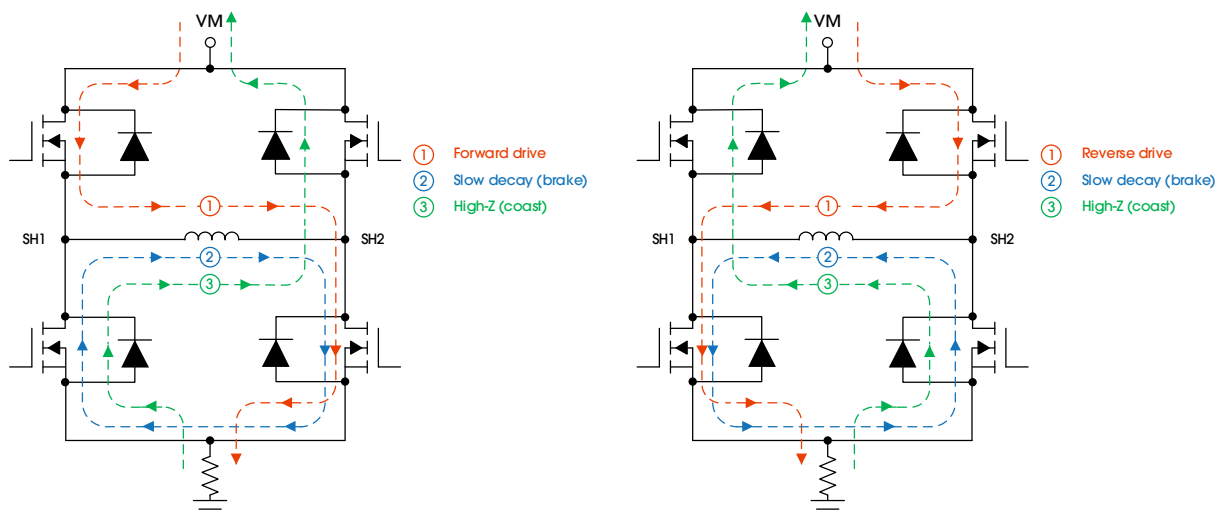 VM
1 Forward drive
2 Slow decay (brake)
3 High-Z (coast)
1
SH1
SH2
2
3
VM
1 Reverse drive
2 Slow decay (brake)
3 High-Z (coast)
1
SH1
SH2
2
3